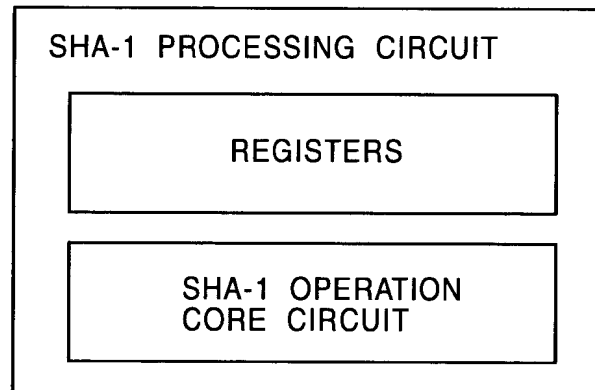 SHA-1 PROCESSING CIRCUIT
REGISTERS
SHA-1 OPERATION
CORE CIRCUIT